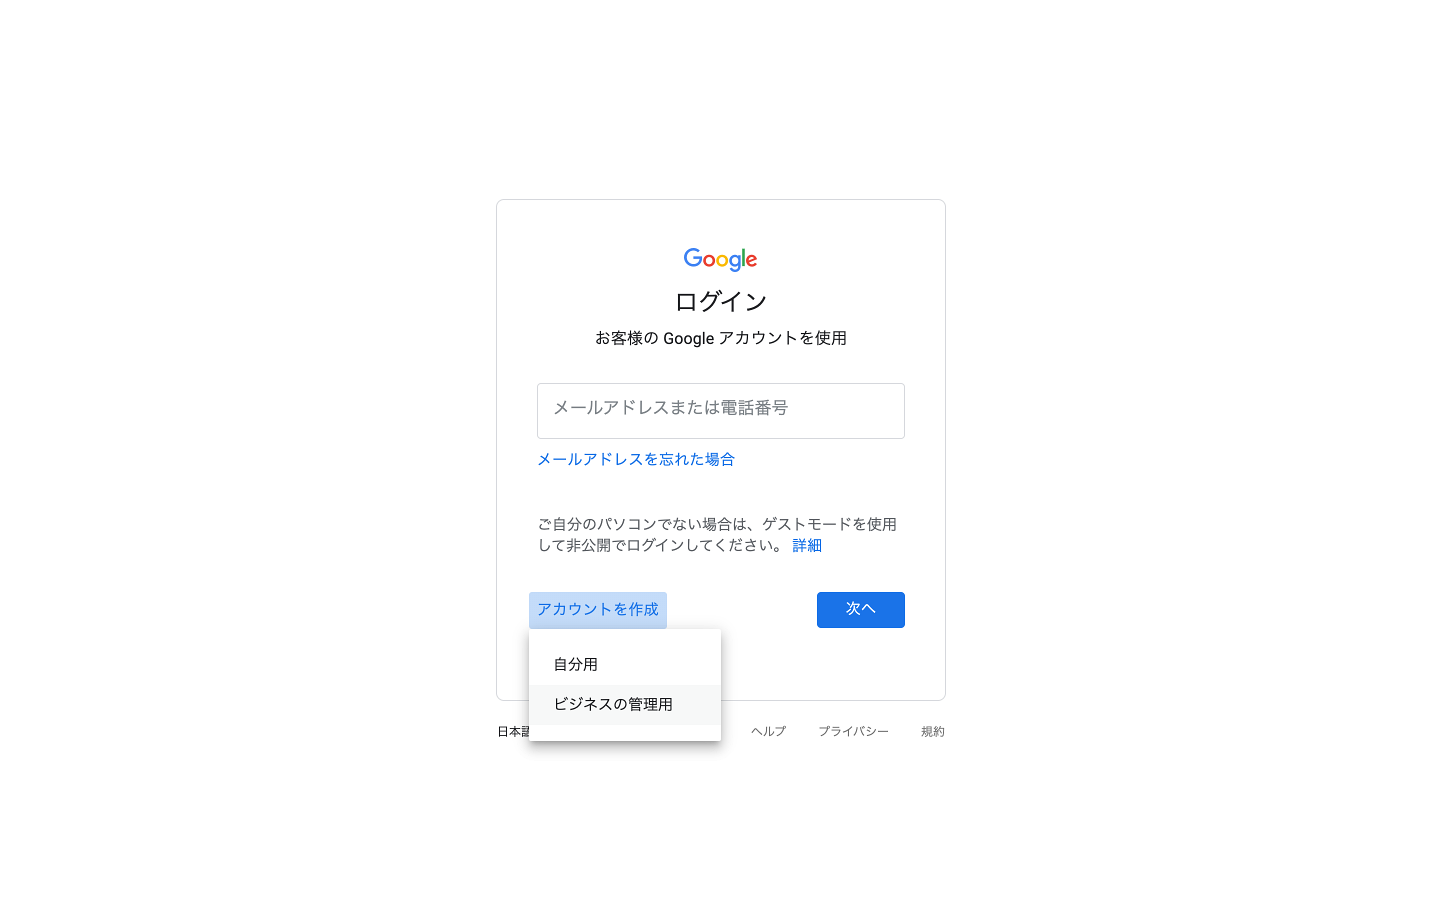 Google
ログイン
お客様の Google アカウントを使用
メールアドレスまたは電話番号
メールアドレスを忘れた場合
ご自分のパソコンでない場合は、ゲストモードを使用
して非公開でログインしてください。 詳細
アカウントを作成
次へ
自分用
ビジネスの管理用
日本語
ヘルプ
プライバシー
規約